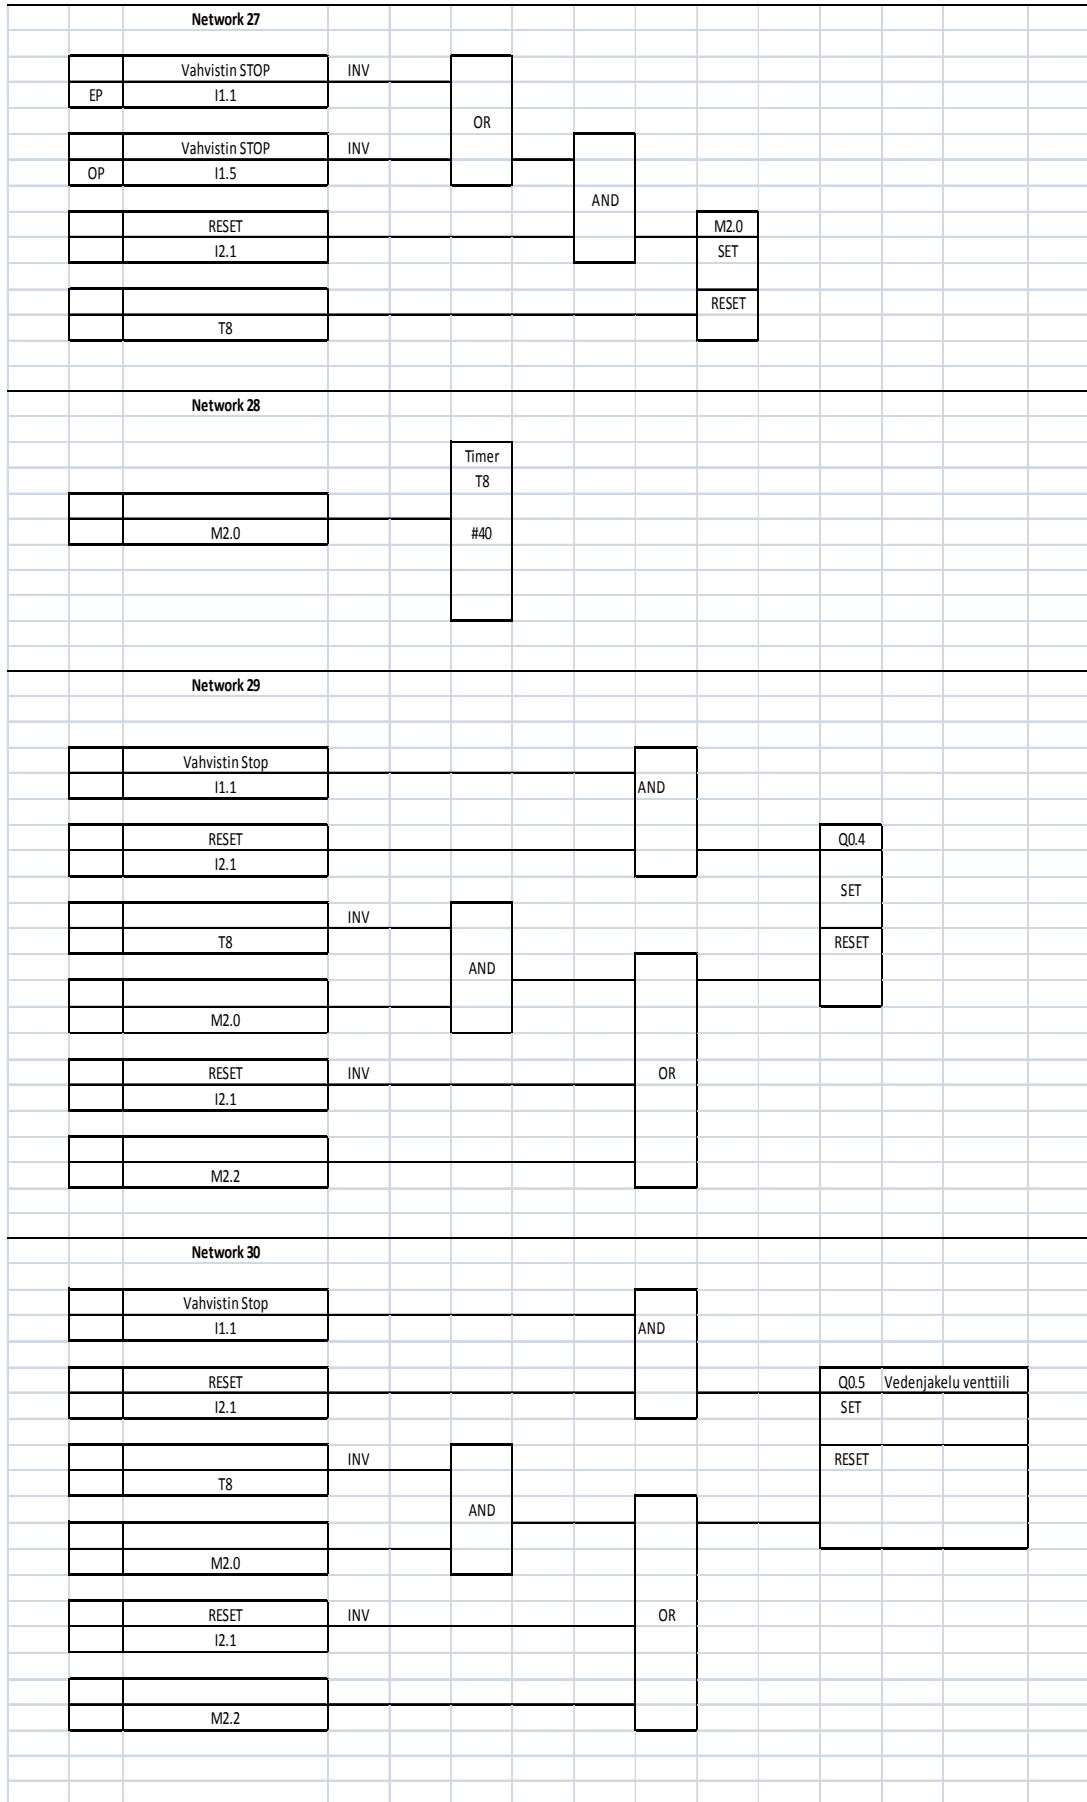 Network 27
Vahvistin STOP INV
EP I1.1
OR
Vahvistin STOP INV
OP I1.5
AND
RESET M2.0
I2.1 SET
RESET
T8
Network 28
Timer
T8
M2.0 #40
Network 29
Vahvistin Stop
I1.1 AND
RESET Q0.4
I2.1
SET
INV
T8 RESET
AND
M2.0
RESET INV OR
I2.1
M2.2
Network 30
Vahvistin Stop
I1.1 AND
RESET Q0.5 Vedenjakelu venttiili
I2.1 SET
INV RESET
T8
AND
M2.0
RESET INV OR
I2.1
M2.2